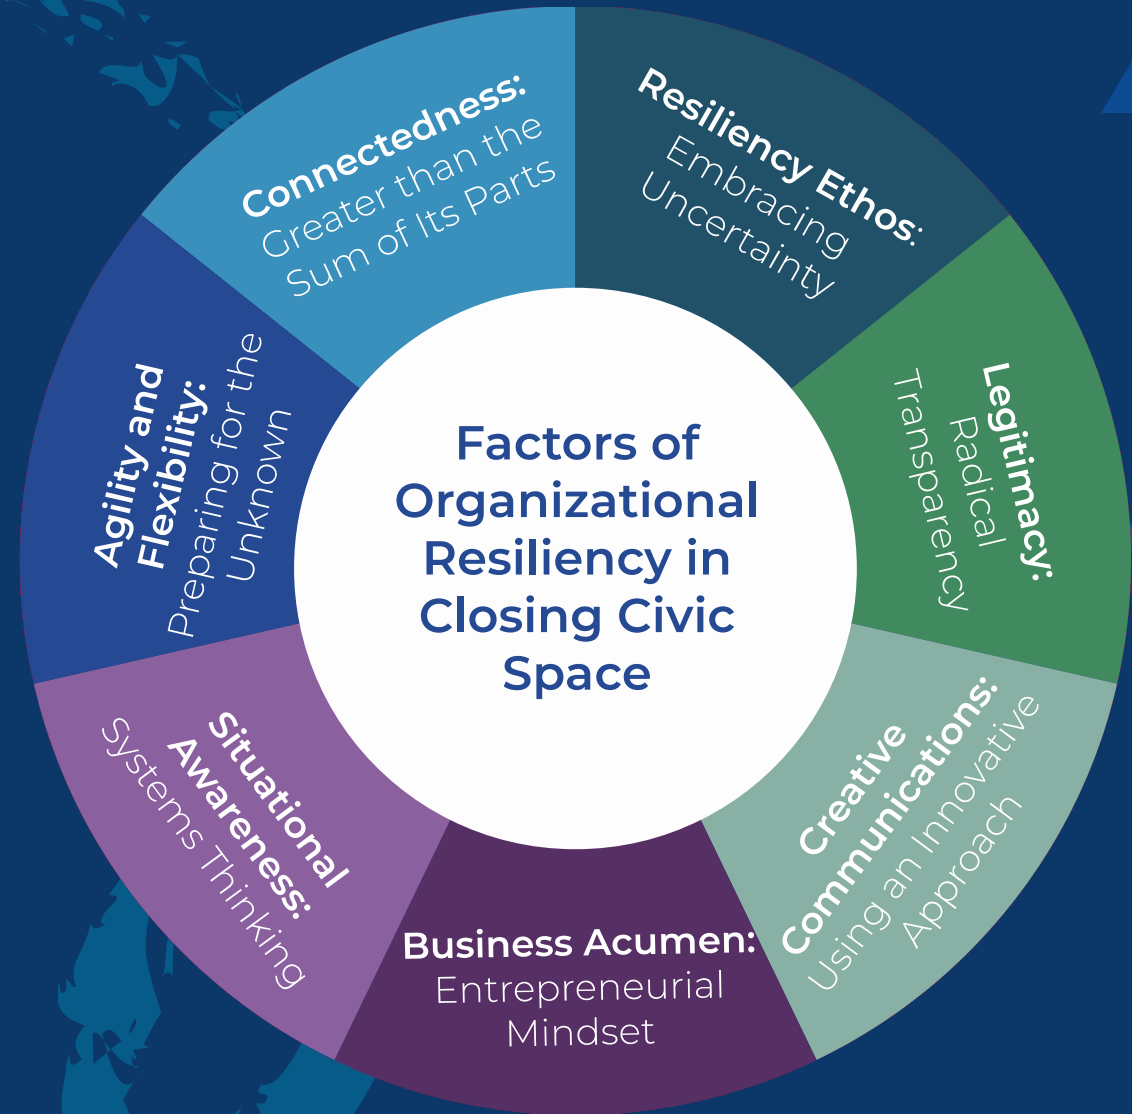 Factors of
Organizational
Resiliency in
Closing Civic
Space
Resiliency Ethos:
Embracing
Uncertainty
Legitimacy:
Radical
Transparency
Creative
Communications:
Using an Innovative
Approach
Business Acumen:
Entrepreneurial
Mindset
Situational
Awareness:
Systems Thinking
Agility and
Flexibility:
Preparing for the
Unknown
Connectedness:
Greater than the
Sum of Its Parts